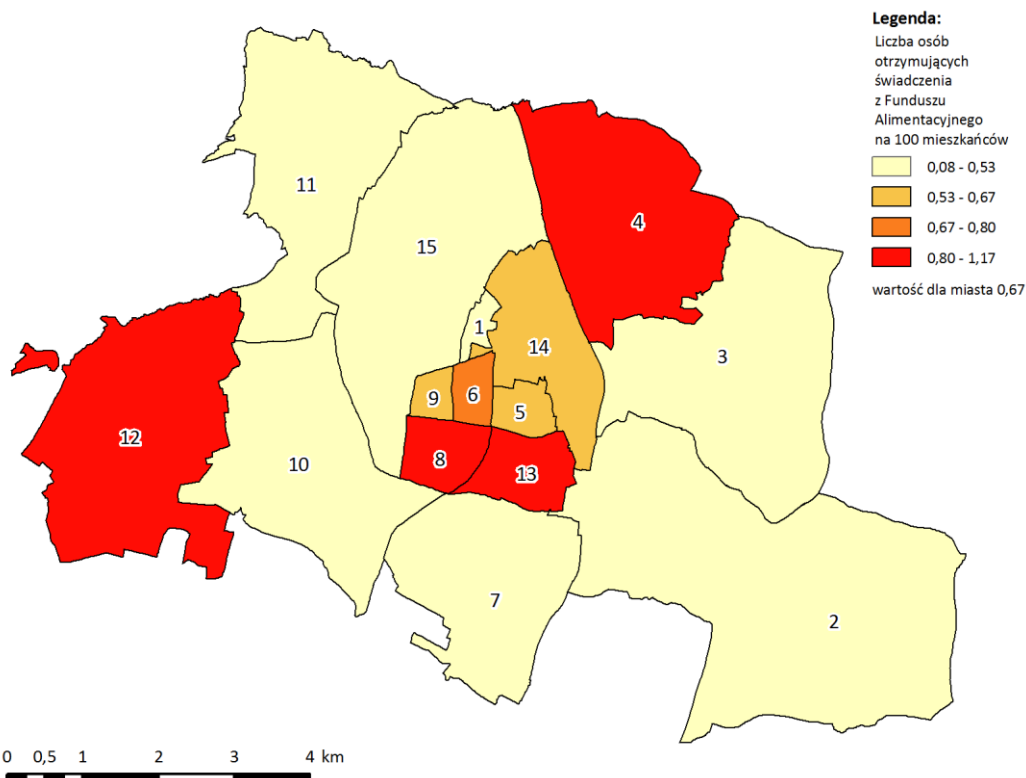 Legenda:
Liczba osób
otrzymujących
świadczenia
z Funduszu
Alimentacyjnego
na 100 mieszkańców
0,08 - 0,53
0,53 - 0,67
0,67 - 0,80
0,80 - 1,17
wartość dla miasta 0,67
11
4
15
1
14
3
9
6
5
12
8
10
13
7
2
0 0,5 1 2 3 4 km